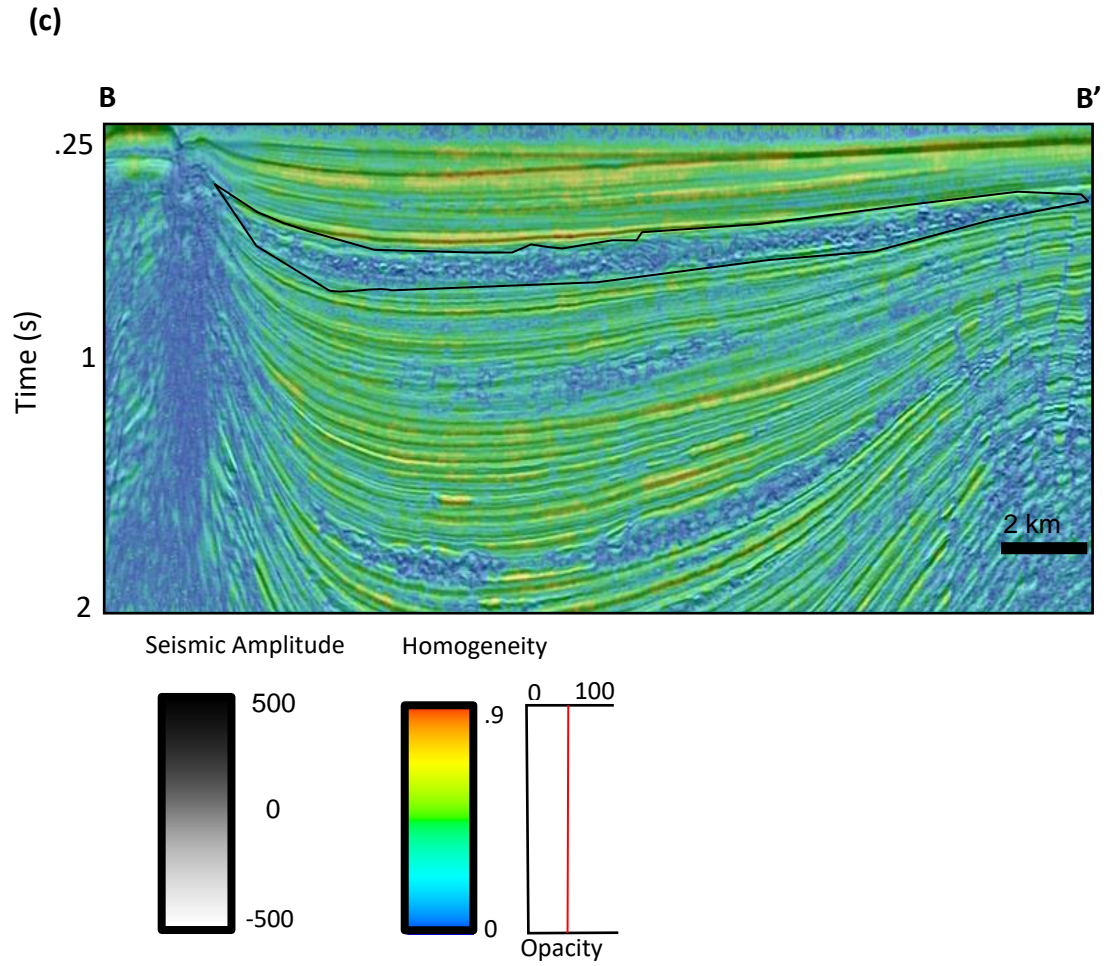 (c)
B B’
.25
Time (s)
1
2 km
2
Seismic Amplitude Homogeneity
0 100
500
.9
0
-500
0
Opacity